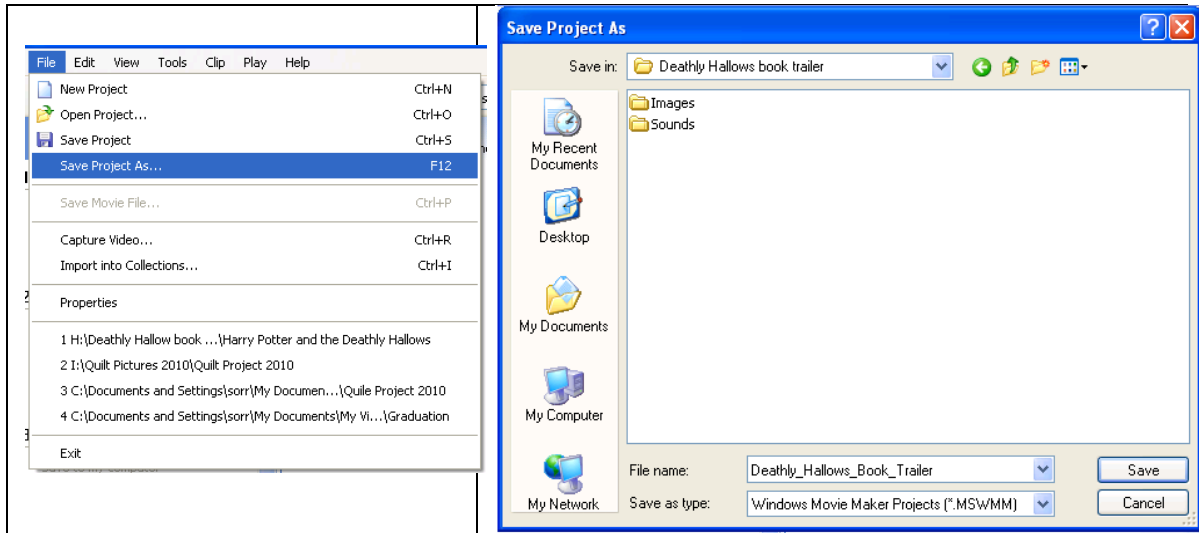 File Edit View Tools Clip Play Help
New Project Ctrl+N
Open Project... Ctrl+O
Save Project Ctrl+S
Save Project As... F12
Save Movie File... Ctrl+P
Capture Video... Ctrl+R
Import into Collections... Ctrl+I
Properties
1 H:\Deathly Hallow book ...\Harry Potter and the Deathly Hallows
2 I:\Quilt Pictures 2010\Quilt Project 2010
3 C:\Documents and Settings\sorr\My Documen...\Quile Project 2010
4 C:\Documents and Settings\sorr\My Documents\My Vi...\Graduation
Exit
Save Project As
Save in: Deathly Hallows book trailer
Images
Sounds
My Recent
Documents
Desktop
My Documents
My Computer
My Network
File name: Deathly_Hallows_Book_Trailer Save
Save as type: Windows Movie Maker Projects (*.MSWMM) Cancel